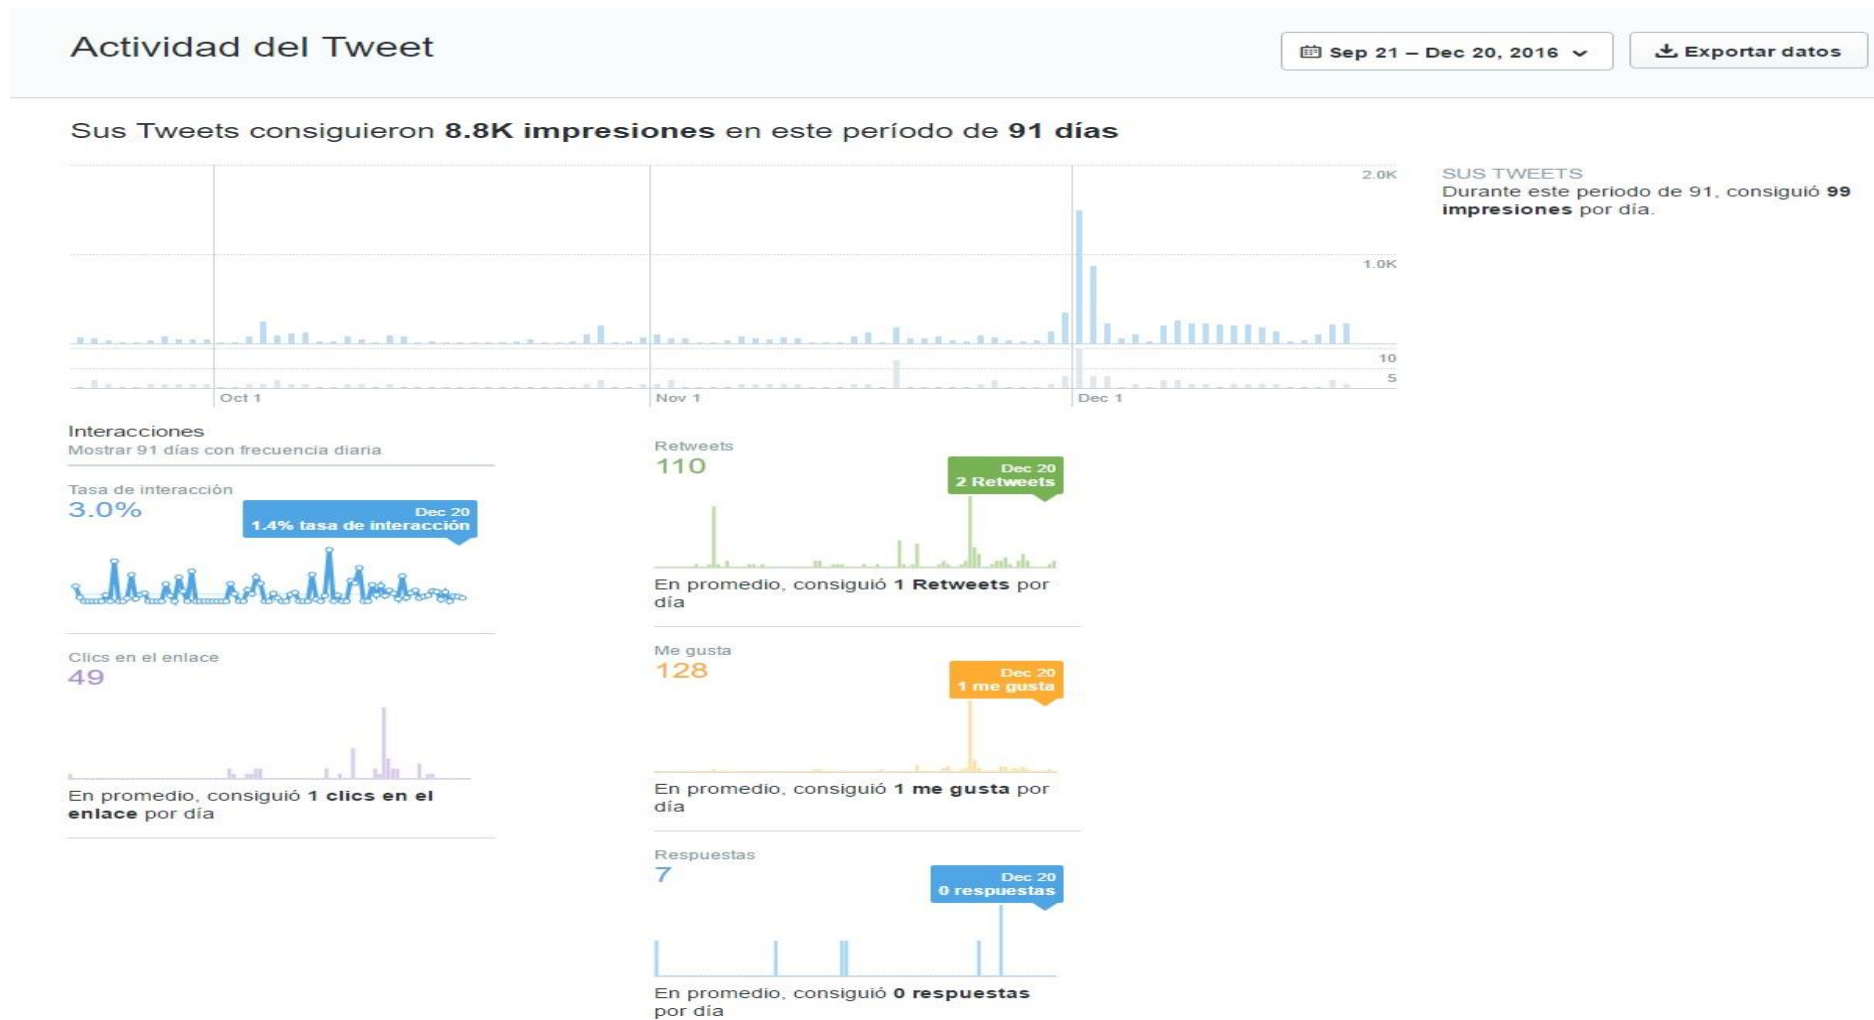 Actividad del Tweet
Sep 21 – Dec 20, 2016
Exportar datos
Sus Tweets consiguieron 8.8K impresiones en este período de 91 días
2.0K
1.0K
10
5
Oct 1
Nov 1
Dec 1
SUS TWEETS
Durante este periodo de 91, consiguió 99
impresiones por día.
Interacciones
Mostrar 91 días con frecuencia diaria
Tasa de interacción
3.0%
Dec 20
1.4% tasa de interacción
Clics en el enlace
49
En promedio, consiguió 1 clics en el
enlace por día
Retweets
110
Dec 20
2 Retweets
En promedio, consiguió 1 Retweets por
día
Me gusta
128
Dec 20
1 me gusta
En promedio, consiguió 1 me gusta por
día
Respuestas
7
Dec 20
0 respuestas
En promedio, consiguió 0 respuestas
por día